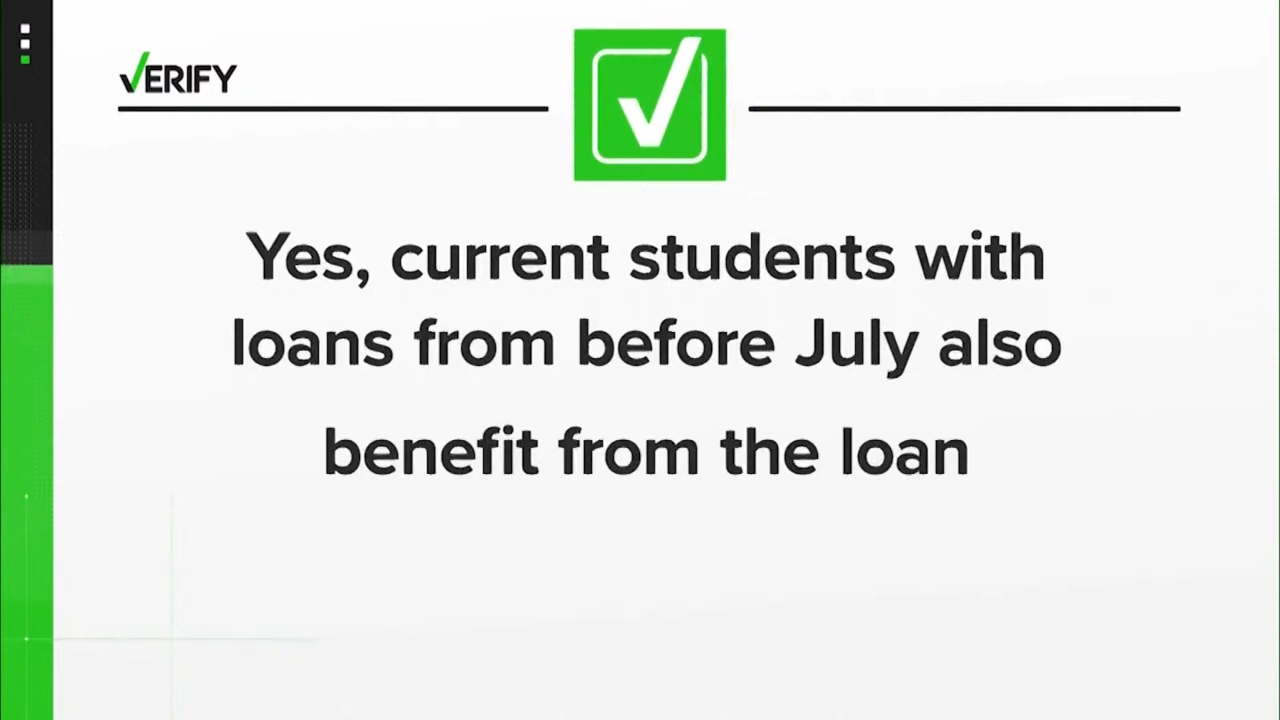 VERIFY
Yes, current students with
loans from before July also
benefit from the loan